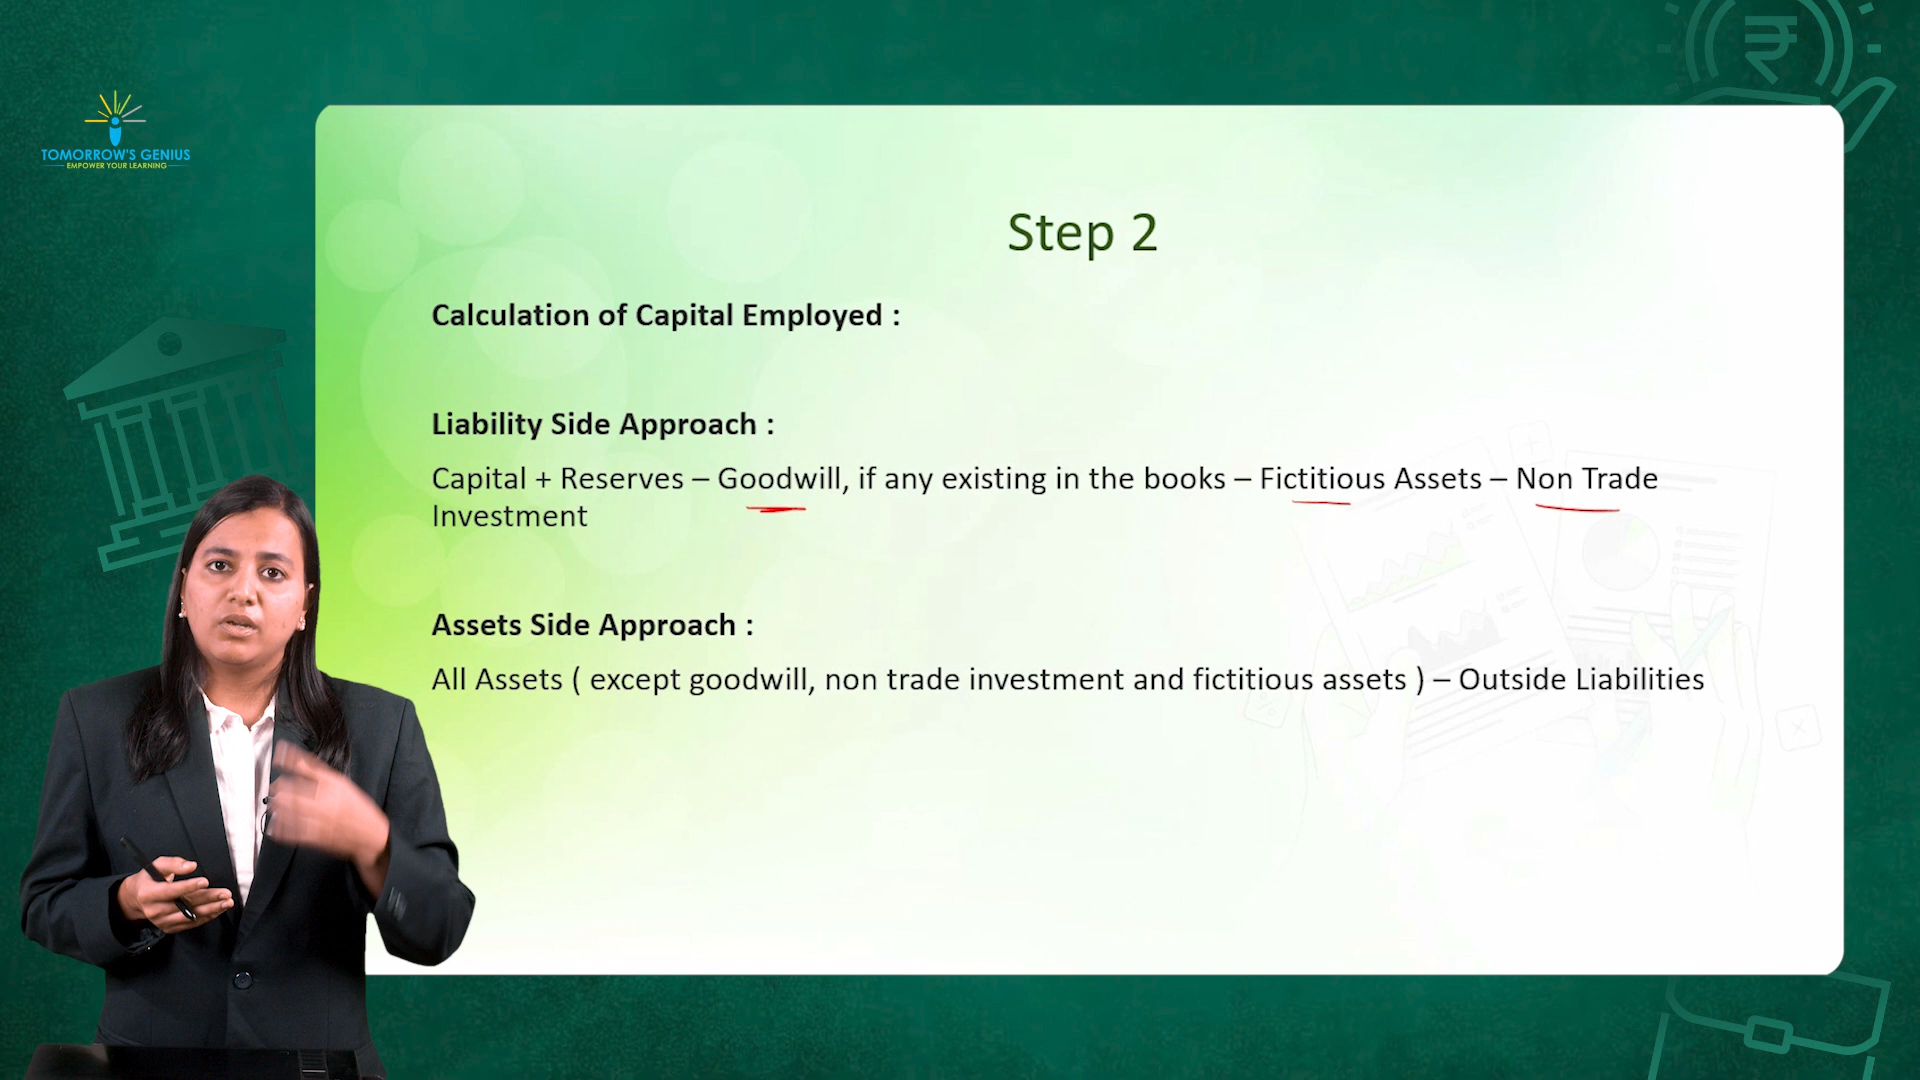 TOMORROW'S GENIUS
EMPOWER YOUR LEARNING
Step 2
Calculation of Capital Employed :
Liability Side Approach :
Capital + Reserves – Goodwill, if any existing in the books – Fictitious Assets – Non Trade
Investment
Assets Side Approach :
All Assets ( except goodwill, non trade investment and fictitious assets ) – Outside Liabilities